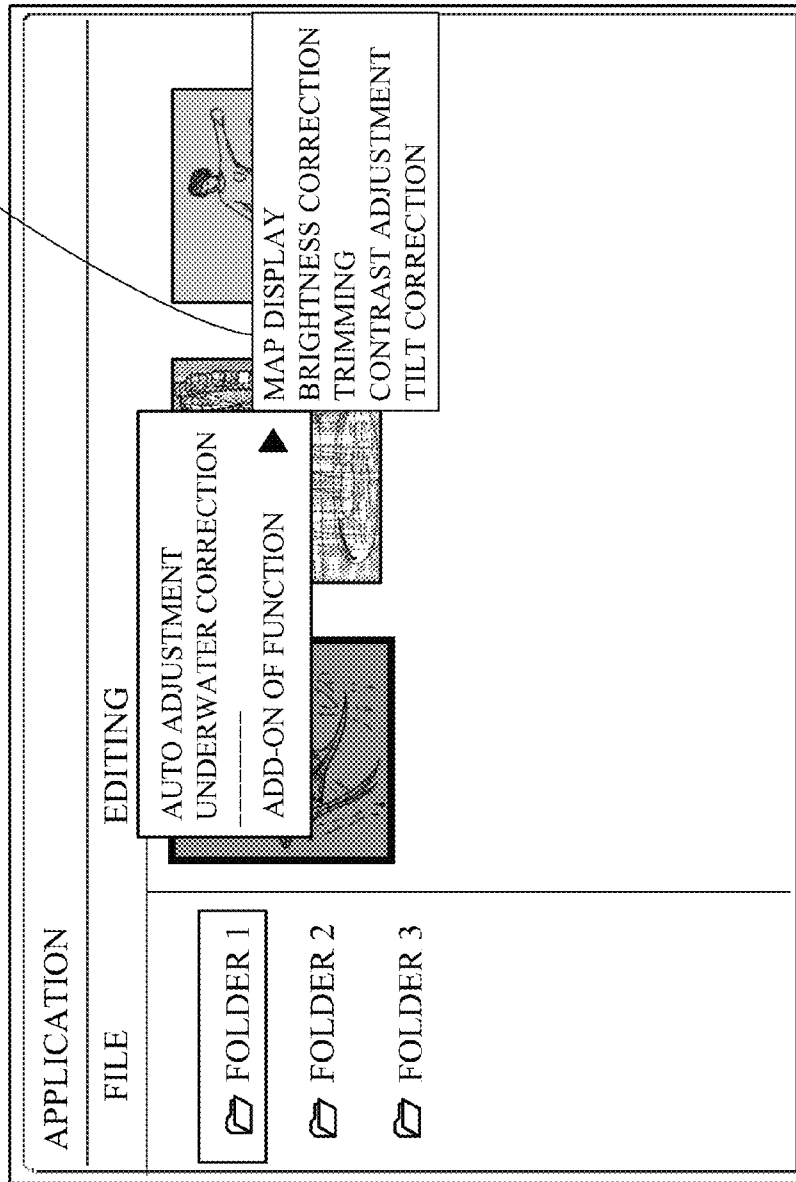 APPLICATION
FILE EDITING
AUTO ADJUSTMENT
UNDERWATER CORRECTION
ADD-ON OF FUNCTION
MAP DISPLAY
BRIGHTNESS CORRECTION
TRIMMING
CONTRAST ADJUSTMENT
TILT CORRECTION
FOLDER 1
FOLDER 2
FOLDER 3